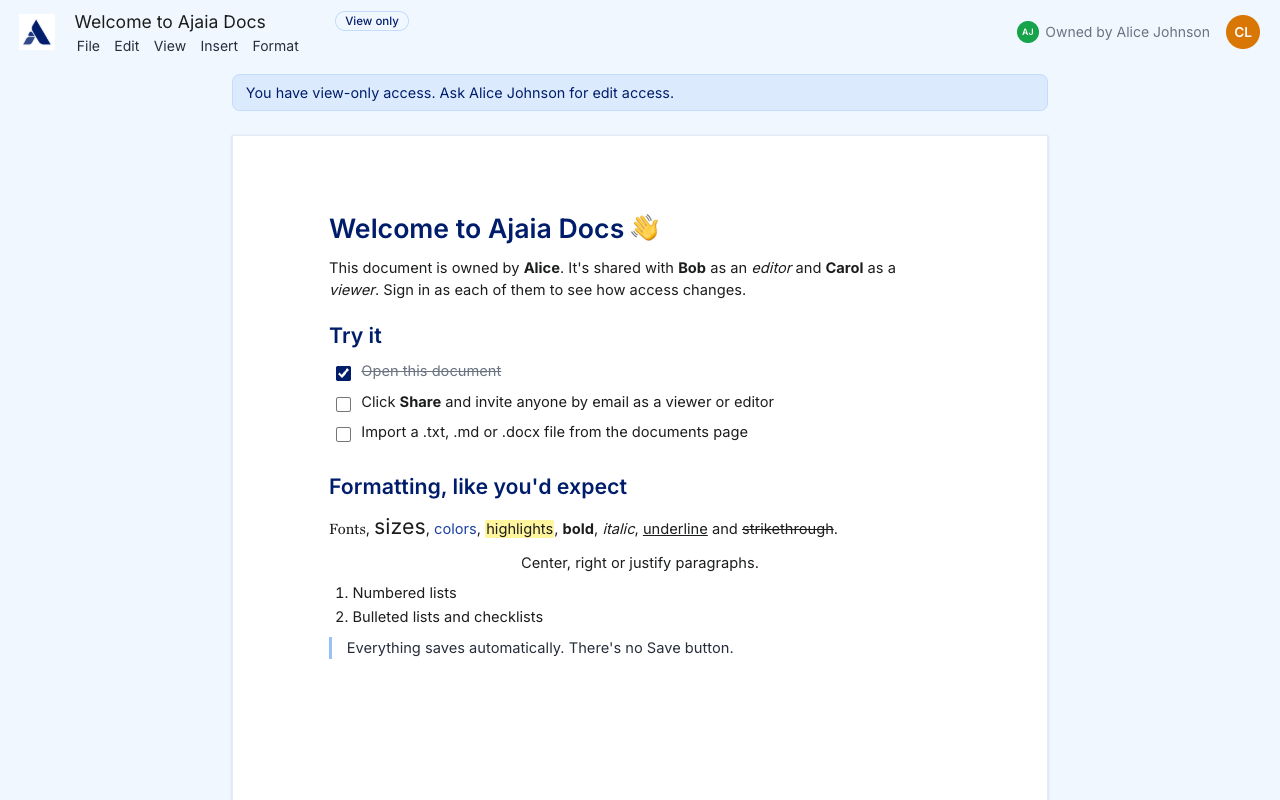 Welcome to Ajaia Docs
View only
File Edit View Insert Format
AJ Owned by Alice Johnson
CL
You have view-only access. Ask Alice Johnson for edit access.
Welcome to Ajaia Docs 👋
This document is owned by Alice. It's shared with Bob as an editor and Carol as a
viewer. Sign in as each of them to see how access changes.
Try it
Open this document
Click Share and invite anyone by email as a viewer or editor
Import a .txt, .md or .docx file from the documents page
Formatting, like you'd expect
Fonts, sizes, colors, highlights, bold, italic, underline and strikethrough.
Center, right or justify paragraphs.
1. Numbered lists
2. Bulleted lists and checklists
Everything saves automatically. There's no Save button.